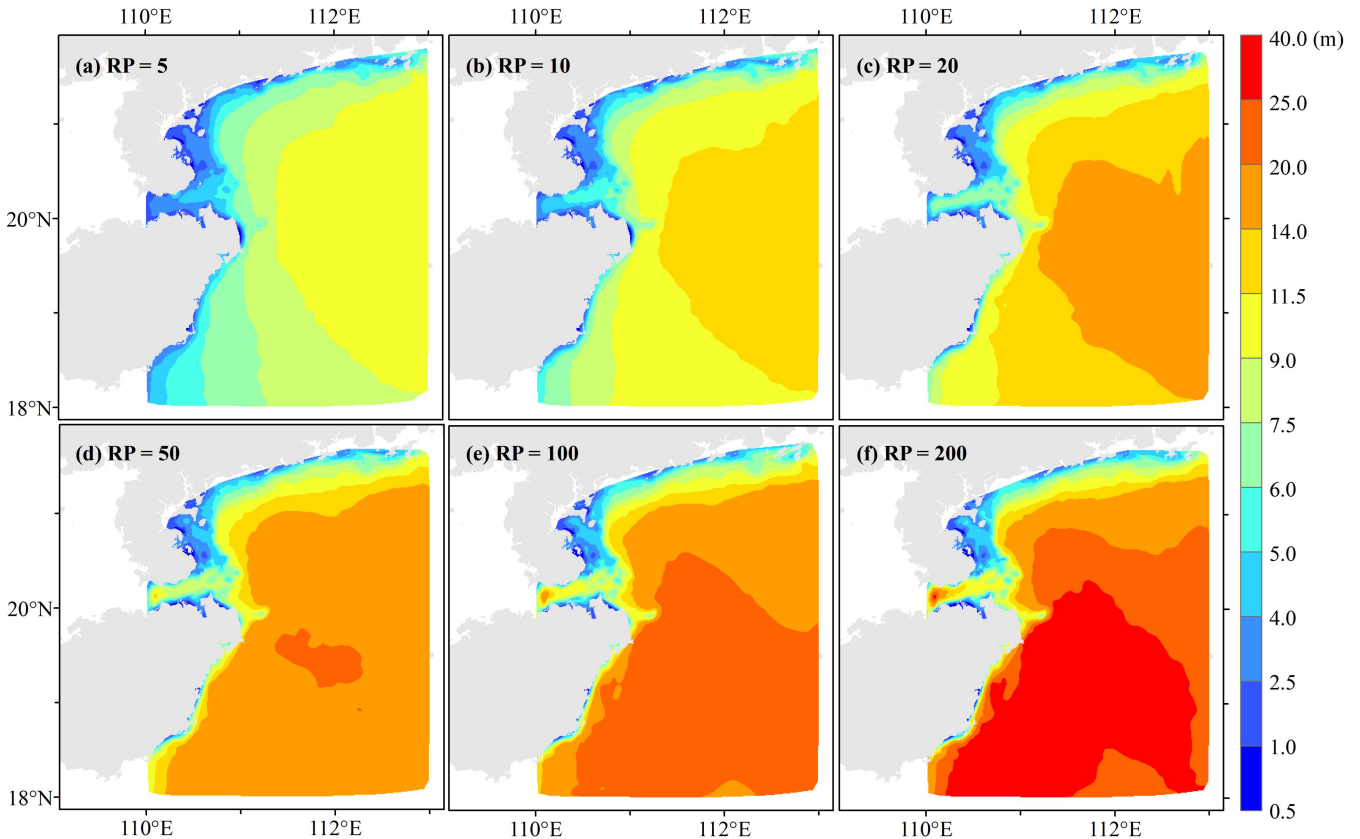 110°E 112°E 110°E 112°E 110°E 112°E
(a) RP = 5
(b) RP = 10
(c) RP = 20
40.0 (m)
25.0
20.0
14.0
11.5
9.0
7.5
6.0
5.0
4.0
2.5
1.0
0.5
20°N
18°N
(d) RP = 50
(e) RP = 100
(f) RP = 200
20°N
18°N
110°E 112°E 110°E 112°E 110°E 112°E